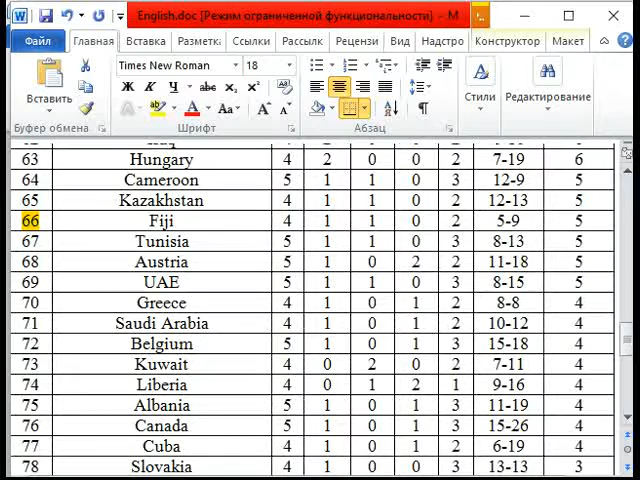 English.doc [Режим ограниченной функциональности] – M
Файл Главная Вставка Разметка Ссылки Рассылк Рецензи Вид Надстро Конструктор Макет
Вставить
Times New Roman 18
Ж К Ч abc x₂ x² A A A
Стили
Редактирование
Буфер обмена Шрифт Абзац
63 Hungary 4 2 0 0 2 7-19 6
64 Cameroon 5 1 1 0 3 12-9 5
65 Kazakhstan 4 1 1 0 2 12-13 5
66 Fiji 4 1 1 0 2 5-9 5
67 Tunisia 5 1 1 0 3 8-13 5
68 Austria 5 1 0 2 2 11-18 5
69 UAE 5 1 1 0 3 8-15 5
70 Greece 4 1 0 1 2 8-8 4
71 Saudi Arabia 4 1 0 1 2 10-12 4
72 Belgium 5 1 0 1 3 15-18 4
73 Kuwait 4 0 2 0 2 7-11 4
74 Liberia 4 0 1 2 1 9-16 4
75 Albania 5 1 0 1 3 11-19 4
76 Canada 5 1 0 1 3 15-26 4
77 Cuba 4 1 0 1 2 6-19 4
78 Slovakia 4 1 0 0 3 13-13 3